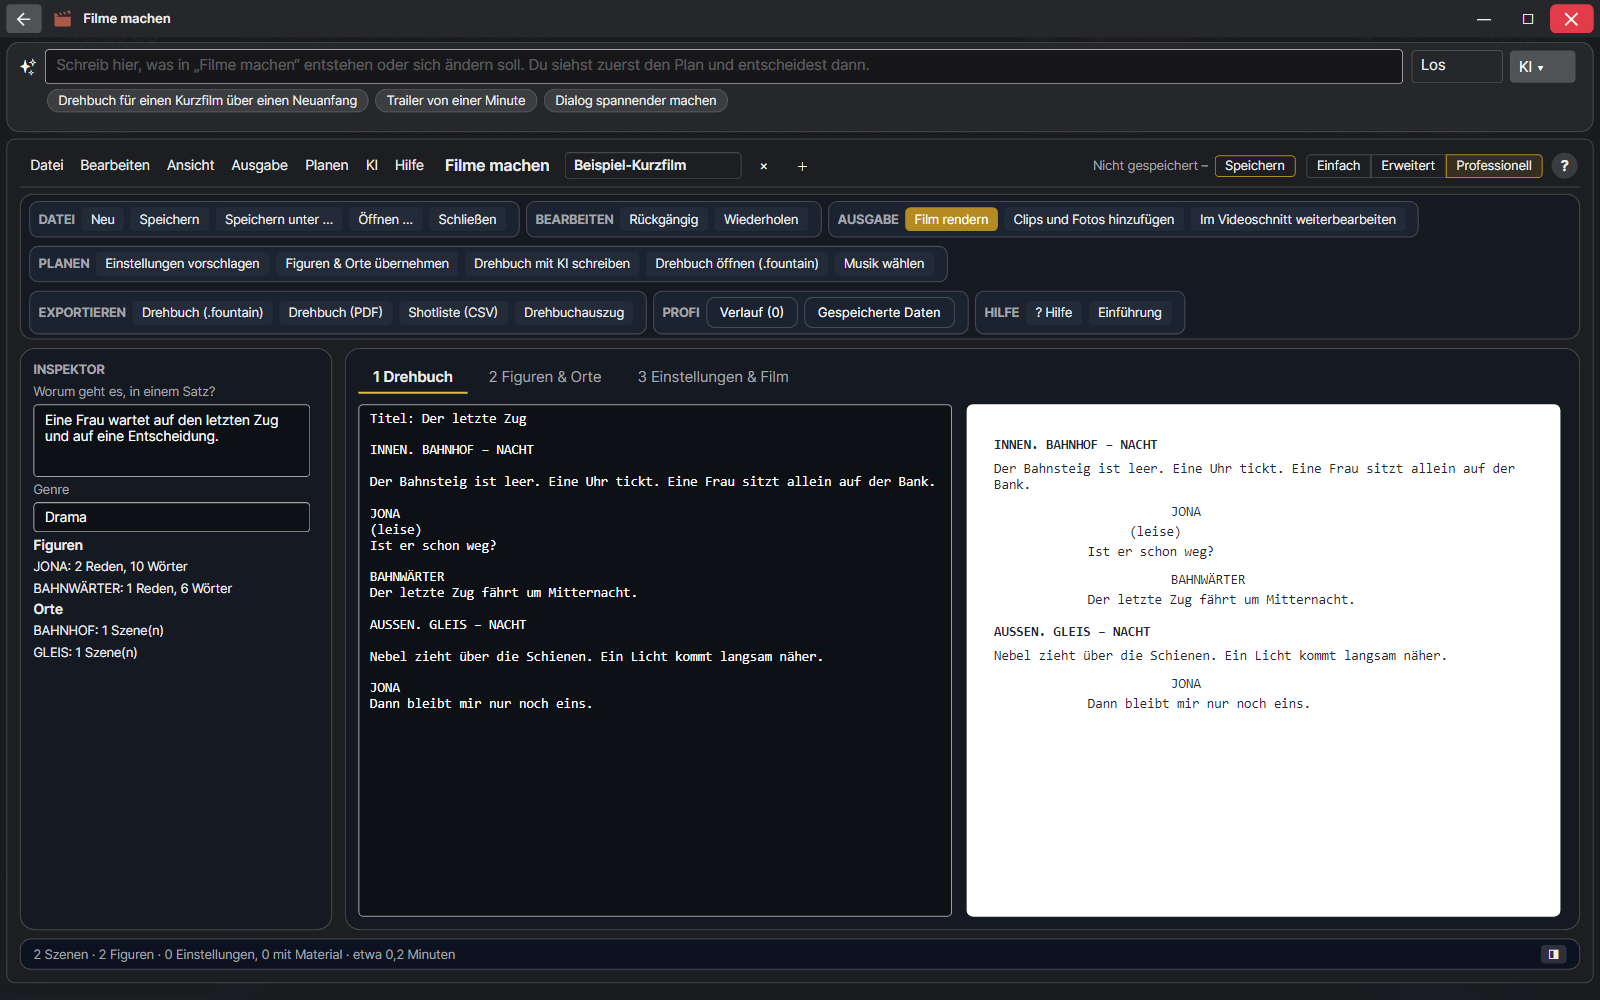 Filme machen
Schreib hier, was in „Filme machen“ entstehen oder sich ändern soll. Du siehst zuerst den Plan und entscheidest dann.
Los
KI
Drehbuch für einen Kurzfilm über einen Neuanfang
Trailer von einer Minute
Dialog spannender machen
Datei Bearbeiten Ansicht Ausgabe Planen KI Hilfe Filme machen Beispiel-Kurzfilm × +
Nicht gespeichert – Speichern Einfach Erweitert Professionell ?
DATEI Neu Speichern Speichern unter ... Öffnen ... Schließen
BEARBEITEN Rückgängig Wiederholen
AUSGABE Film rendern Clips und Fotos hinzufügen Im Videoschnitt weiterbearbeiten
PLANEN Einstellungen vorschlagen Figuren & Orte übernehmen Drehbuch mit KI schreiben Drehbuch öffnen (.fountain) Musik wählen
EXPORTIEREN Drehbuch (.fountain) Drehbuch (PDF) Shotliste (CSV) Drehbuchauszug
PROFI Verlauf (0) Gespeicherte Daten
HILFE ? Hilfe Einführung
INSPEKTOR
Worum geht es, in einem Satz?
Eine Frau wartet auf den letzten Zug
und auf eine Entscheidung.
Genre
Drama
Figuren
JONA: 2 Reden, 10 Wörter
BAHNWÄRTER: 1 Reden, 6 Wörter
Orte
BAHNHOF: 1 Szene(n)
GLEIS: 1 Szene(n)
1 Drehbuch 2 Figuren & Orte 3 Einstellungen & Film
Titel: Der letzte Zug
INNEN. BAHNHOF – NACHT
Der Bahnsteig ist leer. Eine Uhr tickt. Eine Frau sitzt allein auf der Bank.
JONA
(leise)
Ist er schon weg?
BAHNWÄRTER
Der letzte Zug fährt um Mitternacht.
AUSSEN. GLEIS – NACHT
Nebel zieht über die Schienen. Ein Licht kommt langsam näher.
JONA
Dann bleibt mir nur noch eins.
INNEN. BAHNHOF – NACHT
Der Bahnsteig ist leer. Eine Uhr tickt. Eine Frau sitzt allein auf der
Bank.
JONA
(leise)
Ist er schon weg?
BAHNWÄRTER
Der letzte Zug fährt um Mitternacht.
AUSSEN. GLEIS – NACHT
Nebel zieht über die Schienen. Ein Licht kommt langsam näher.
JONA
Dann bleibt mir nur noch eins.
2 Szenen · 2 Figuren · 0 Einstellungen, 0 mit Material · etwa 0,2 Minuten